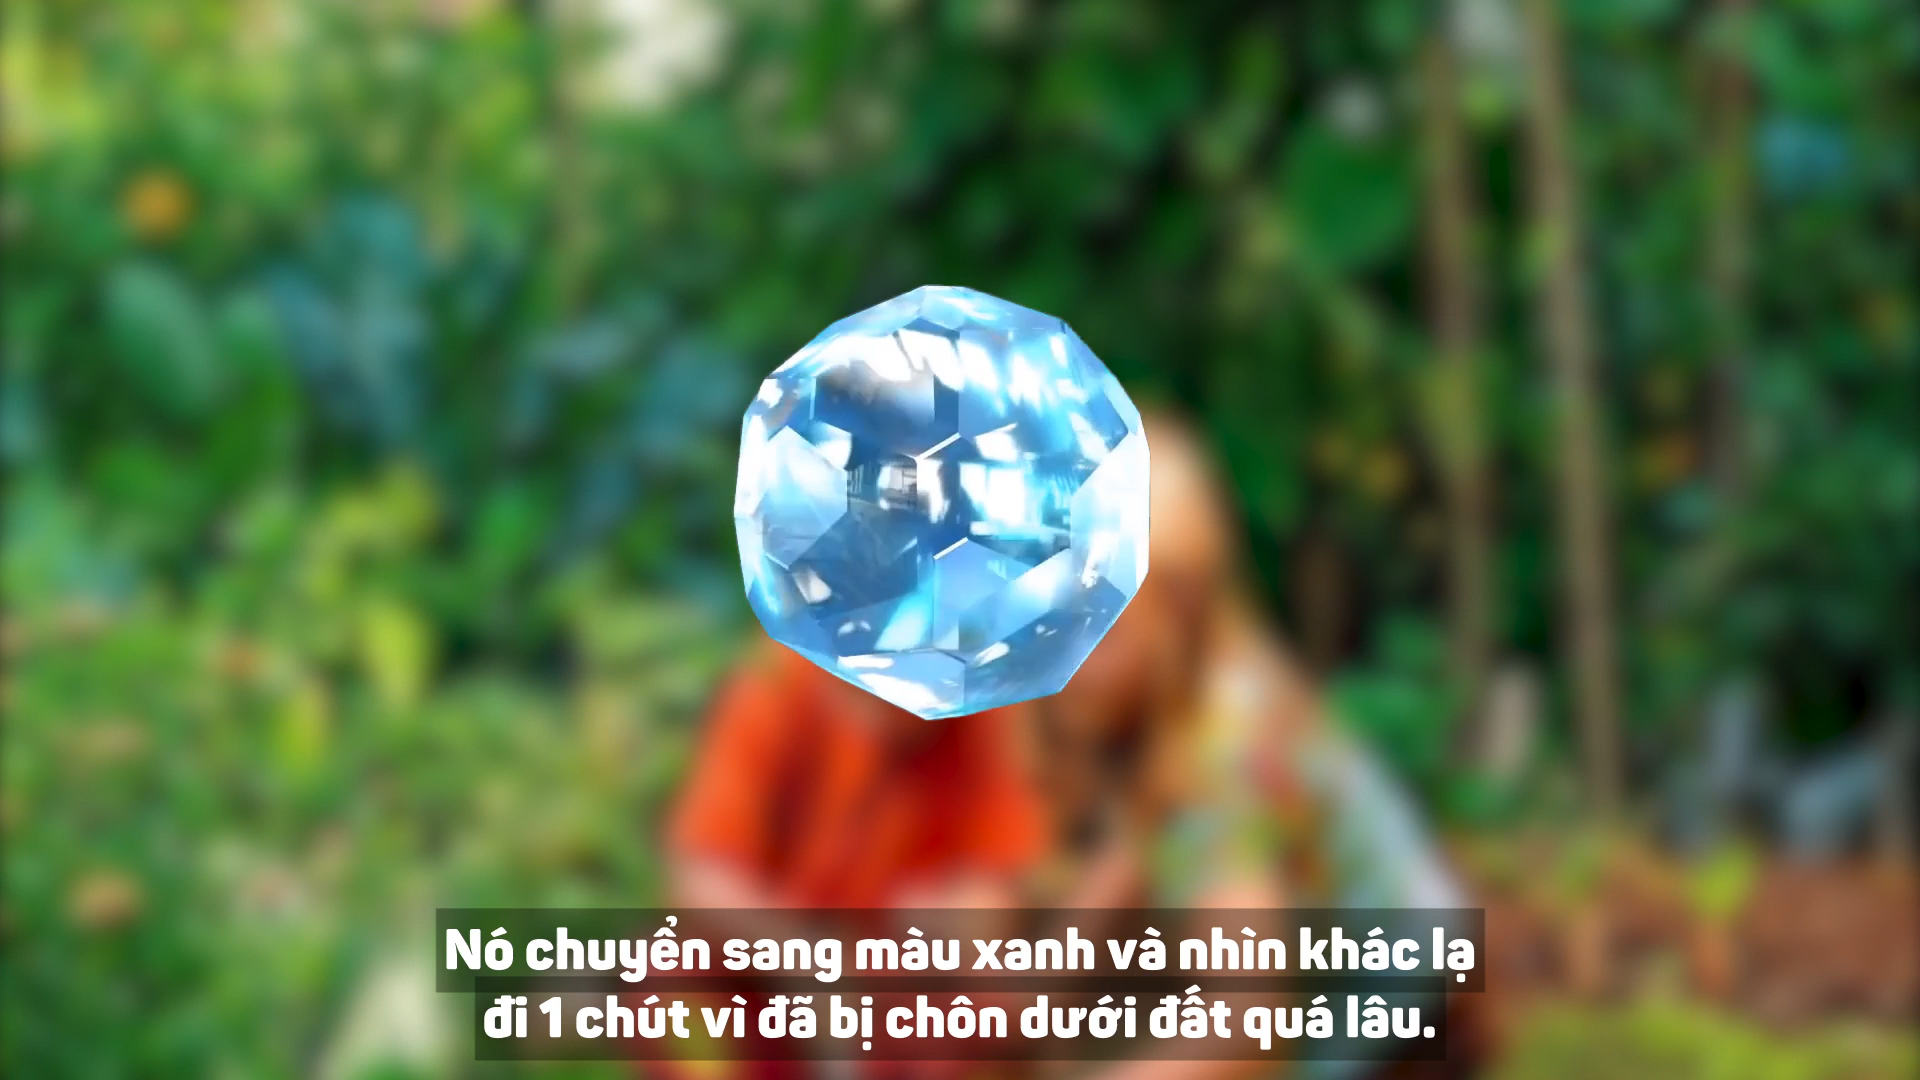 Nó chuyển sang màu xanh và nhìn khác lạ
đi 1 chút vì đã bị chôn dưới đất quá lâu.